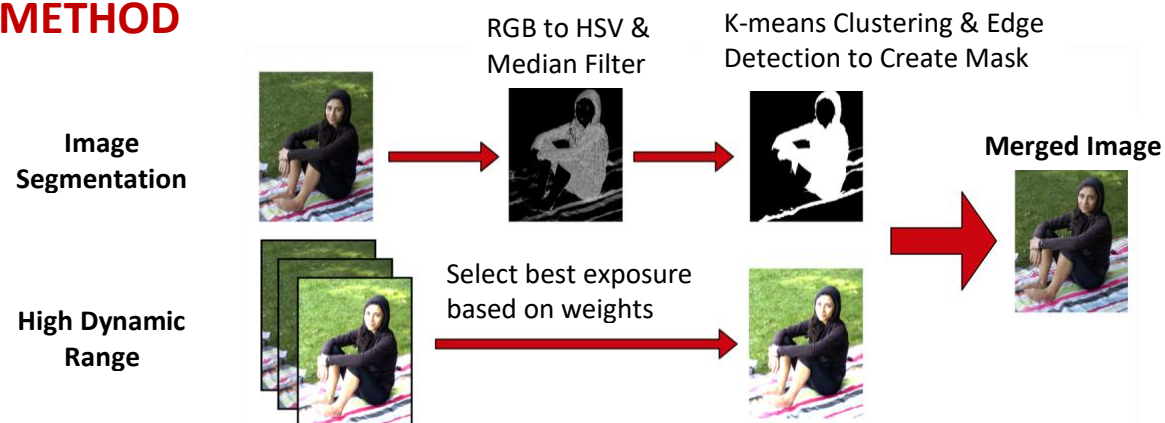 METHOD
RGB to HSV &
Median Filter
K-means Clustering & Edge
Detection to Create Mask
Image
Segmentation
Merged Image
High Dynamic
Range
Select best exposure
based on weights